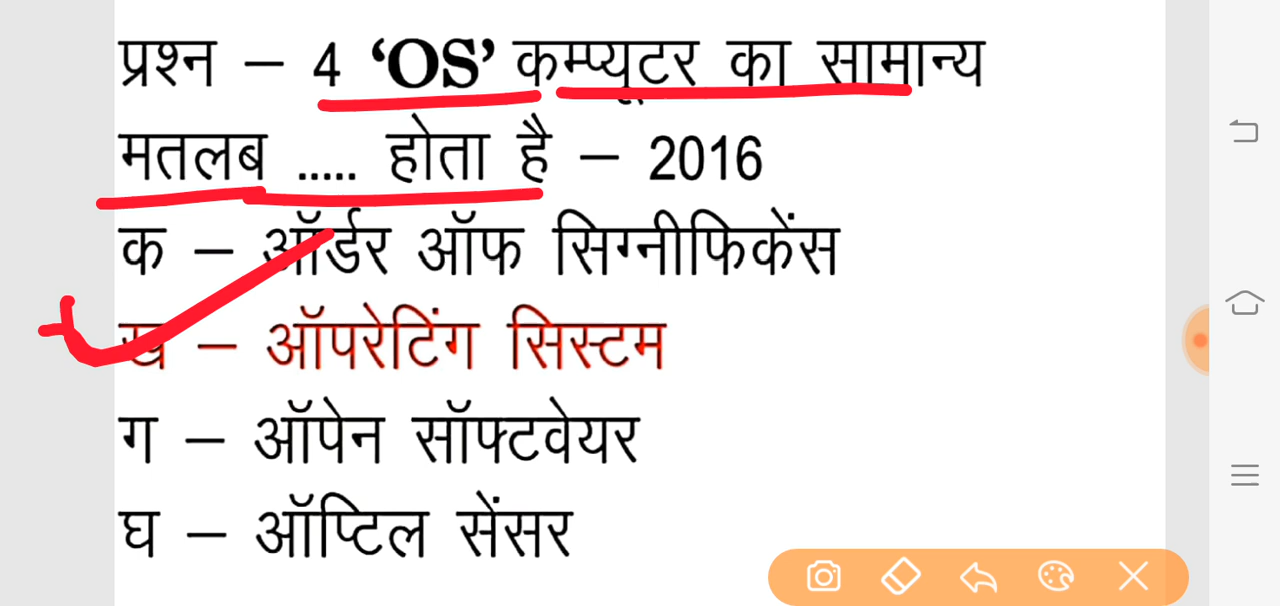 प्रश्न – 4 ‘OS’ कम्प्यूटर का सामान्य
मतलब ..... होता है – 2016
क – ऑर्डर ऑफ सिग्नीफिकेंस
ख – ऑपरेटिंग सिस्टम
ग – ऑपेन सॉफ्टवेयर
घ – ऑप्टिल सेंसर